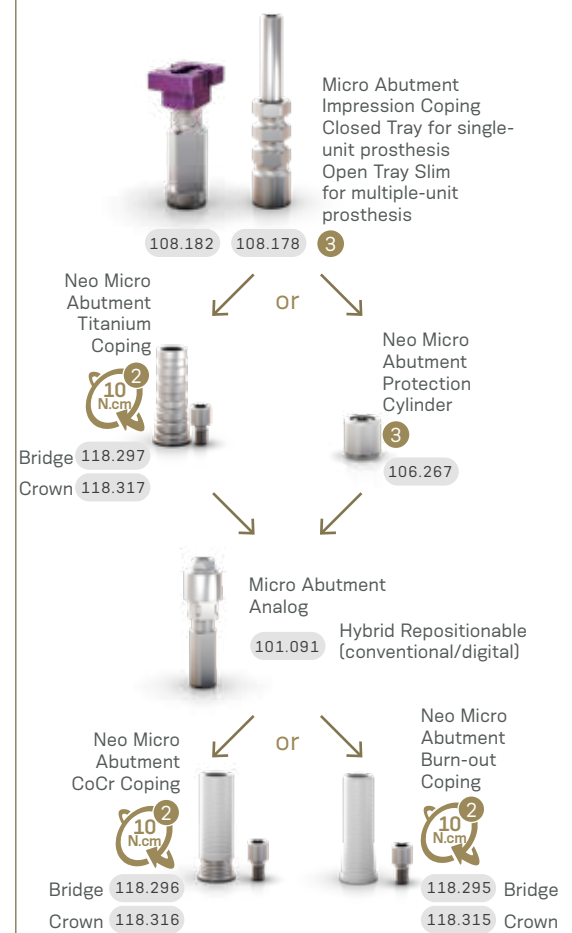 Micro Abutment
Impression Coping
Closed Tray for single-
unit prosthesis
Open Tray Slim
for multiple-unit
prosthesis
108.182 108.178 3
Neo Micro
Abutment
Titanium
Coping
or
2
10
N.cm
Bridge 118.297
Crown 118.317
Neo Micro
Abutment
Protection
Cylinder
3
106.267
Micro Abutment
Analog
101.091 Hybrid Repositionable
(conventional/digital)
Neo Micro
Abutment
CoCr Coping
or
2
10
N.cm
Bridge 118.296
Crown 118.316
Neo Micro
Abutment
Burn-out
Coping
2
10
N.cm
118.295 Bridge
118.315 Crown